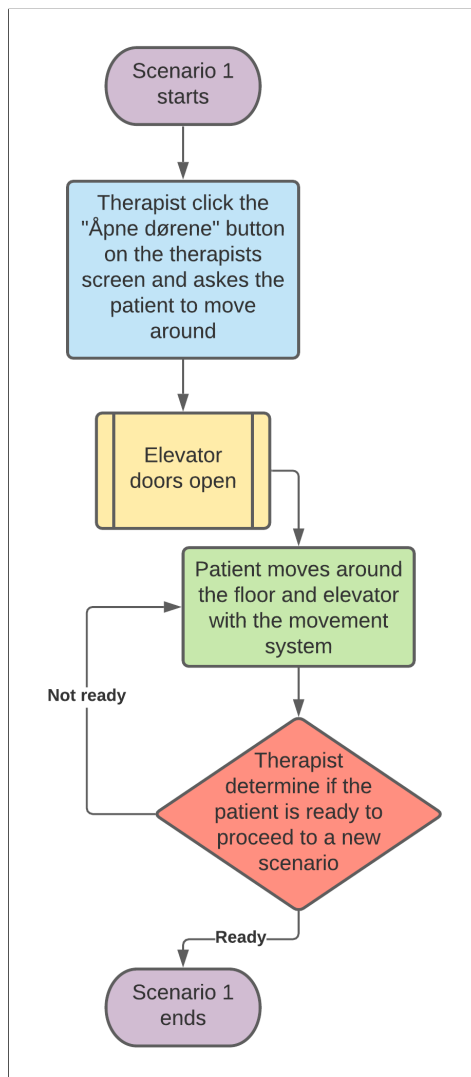 Scenario 1
starts
Therapist click the
"Åpne dørene" button
on the therapists
screen and askes the
patient to move
around
Elevator
doors open
Patient moves around
the floor and elevator
with the movement
system
Not ready
Therapist
determine if the
patient is ready to
proceed to a new
scenario
Ready
Scenario 1
ends